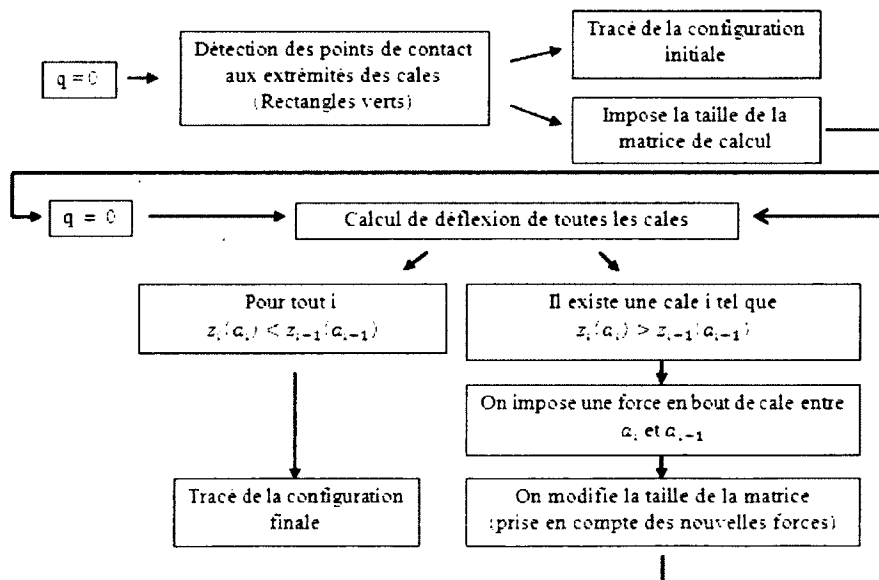 q = 0
Détection des points de contact
aux extrémités des cales
(Rectangles verts)
Tracé de la configuration
initiale
Impose la taille de la
matrice de calcul
q = 0
Calcul de déflexion de toutes les cales
Pour tout i
z_i(a_i) < z_{i-1}(a_{i-1})
Il existe une cale i tel que
z_i(a_i) > z_{i-1}(a_{i-1})
On impose une force en bout de cale entre
a_i et a_{i-1}
Tracé de la configuration
finale
On modifie la taille de la matrice
(prise en compte des nouvelles forces)